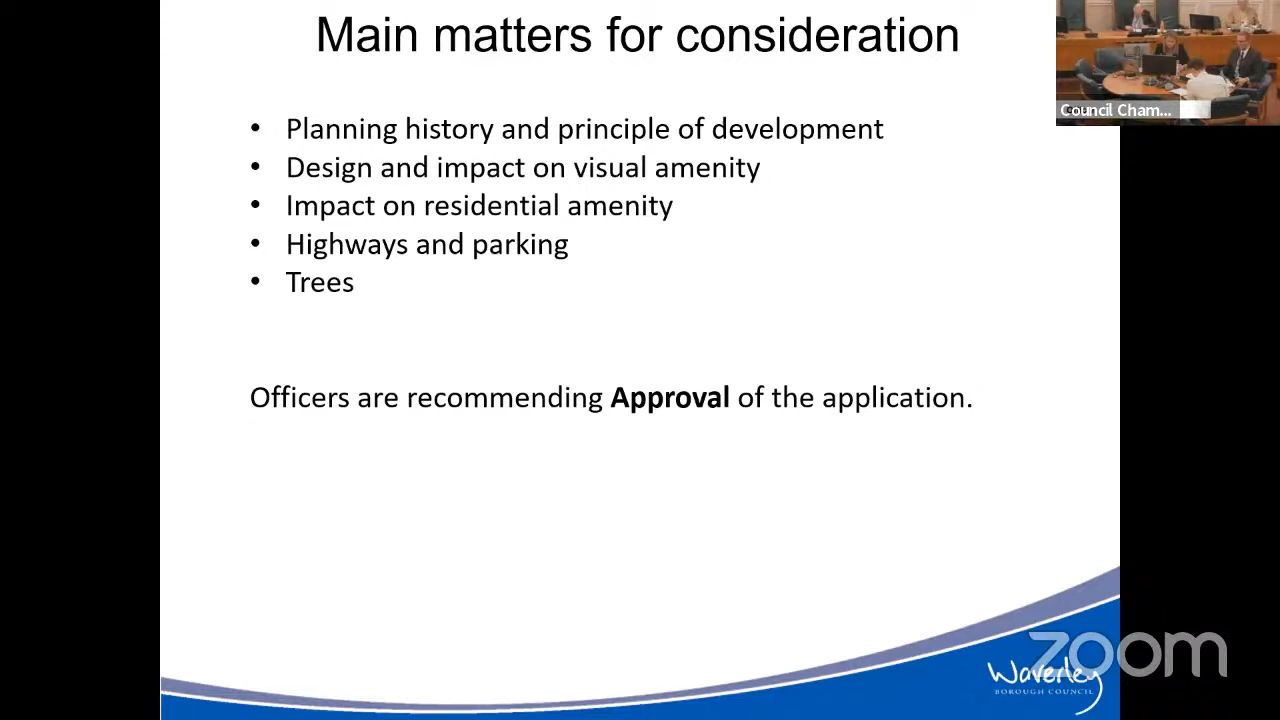 Main matters for consideration
Council Cham...
• Planning history and principle of development
• Design and impact on visual amenity
• Impact on residential amenity
• Highways and parking
• Trees
Officers are recommending Approval of the application.
zoom
Waverley
BOROUGH COUNCIL